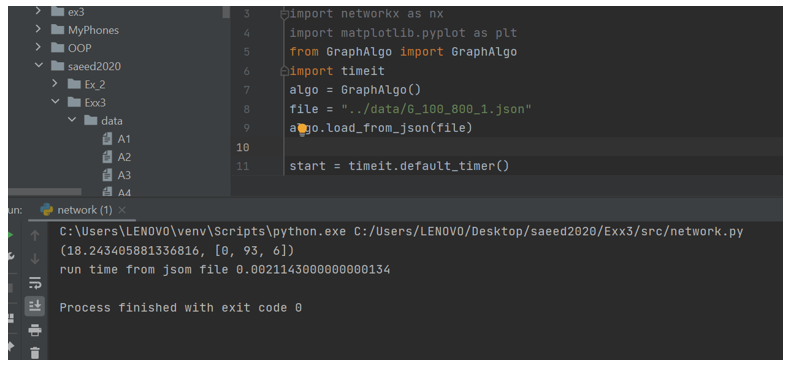 ex3
MyPhones
OOP
saeed2020
Ex_2
Exx3
data
A1
A2
A3
A4
3 import networkx as nx
4 import matplotlib.pyplot as plt
5 from GraphAlgo import GraphAlgo
6 import timeit
7 algo = GraphAlgo()
8 file = "../data/G_100_800_1.json"
9 algo.load_from_json(file)
10
11 start = timeit.default_timer()
un: network (1) ×
C:\Users\LENOVO\venv\Scripts\python.exe C:/Users/LENOVO/Desktop/saeed2020/Exx3/src/network.py
(18.243405881336816, [0, 93, 6])
run time from jsom file 0.0021143000000000134
Process finished with exit code 0